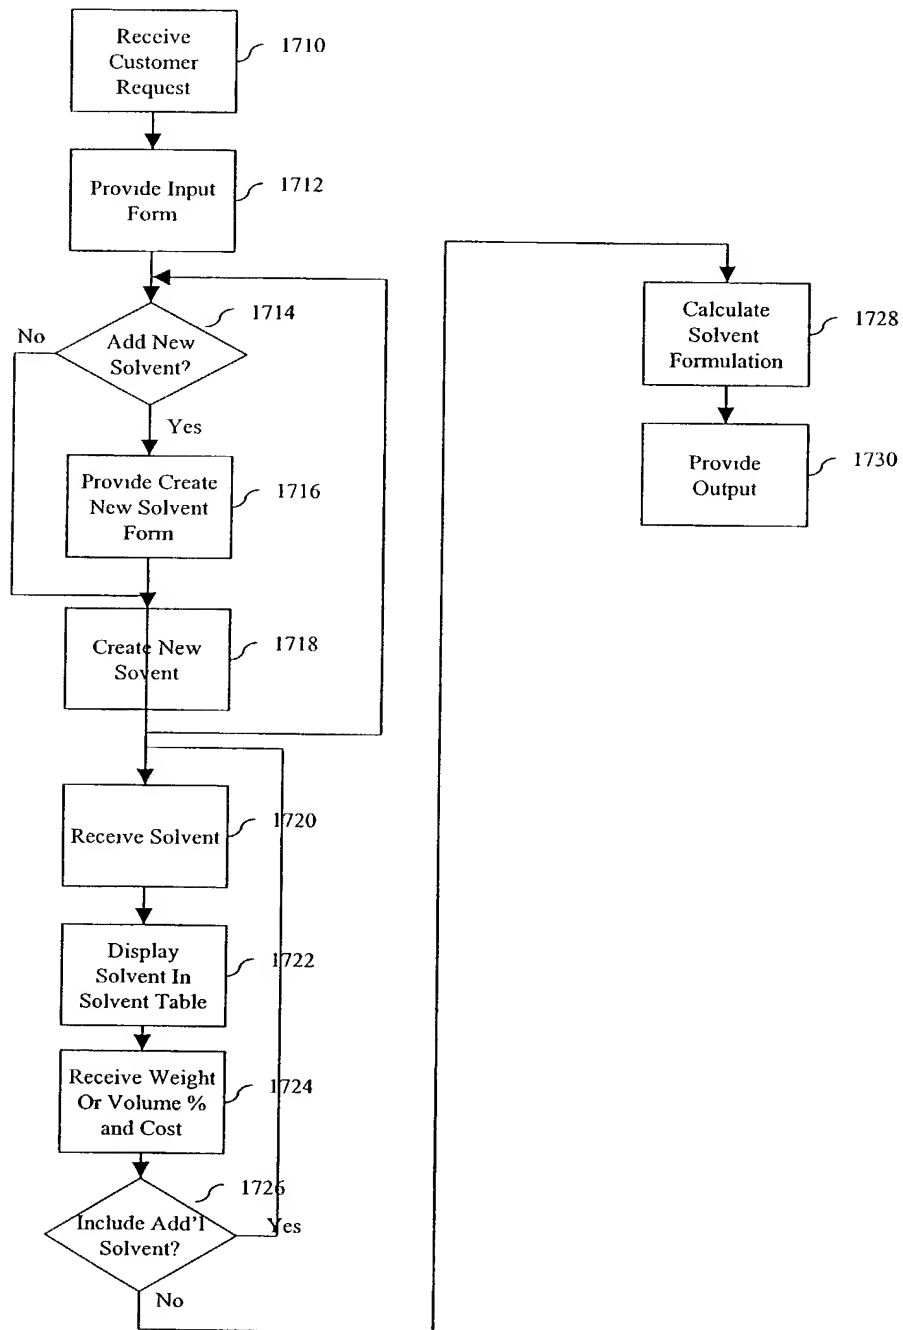 Receive
Customer
Request
1710
Provide Input
Form
1712
Add New
Solvent?
1714
No
Yes
Provide Create
New Solvent
Form
1716
Create New
Sovent
1718
Receive Solvent
1720
Display
Solvent In
Solvent Table
1722
Receive Weight
Or Volume %
and Cost
1724
Include Add'l
Solvent?
1726
Yes
No
Calculate
Solvent
Formulation
1728
Provide
Output
1730